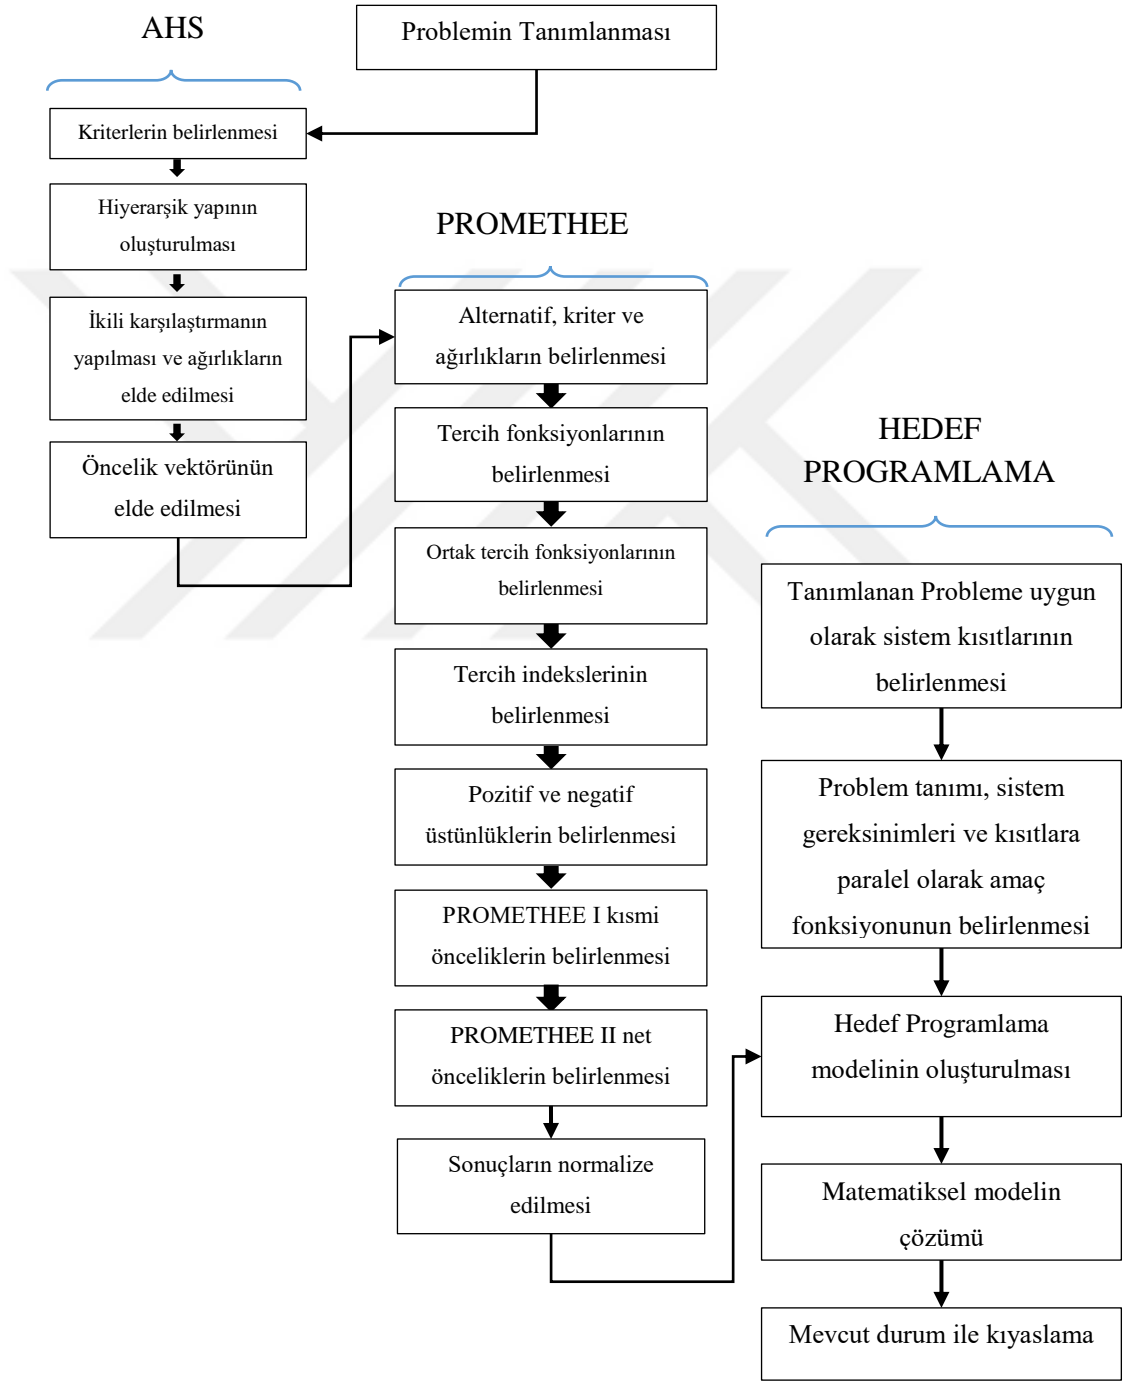 Problemin Tanımlanması
AHS
Kriterlerin belirlenmesi
Hiyerarşik yapının
oluşturulması
İkili karşılaştırmanın
yapılması ve ağırlıkların
elde edilmesi
Öncelik vektörünün
elde edilmesi
PROMETHEE
Alternatif, kriter ve
ağırlıkların belirlenmesi
Tercih fonksiyonlarının
belirlenmesi
Ortak tercih fonksiyonlarının
belirlenmesi
Tercih indekslerinin
belirlenmesi
Pozitif ve negatif
üstünlüklerin belirlenmesi
PROMETHEE I kısmi
önceliklerin belirlenmesi
PROMETHEE II net
önceliklerin belirlenmesi
Sonuçların normalize
edilmesi
HEDEF
PROGRAMLAMA
Tanımlanan Probleme uygun
olarak sistem kısıtlarının
belirlenmesi
Problem tanımı, sistem
gereksinimleri ve kısıtlara
paralel olarak amaç
fonksiyonunun belirlenmesi
Hedef Programlama
modelinin oluşturulması
Matematiksel modelin
çözümü
Mevcut durum ile kıyaslama